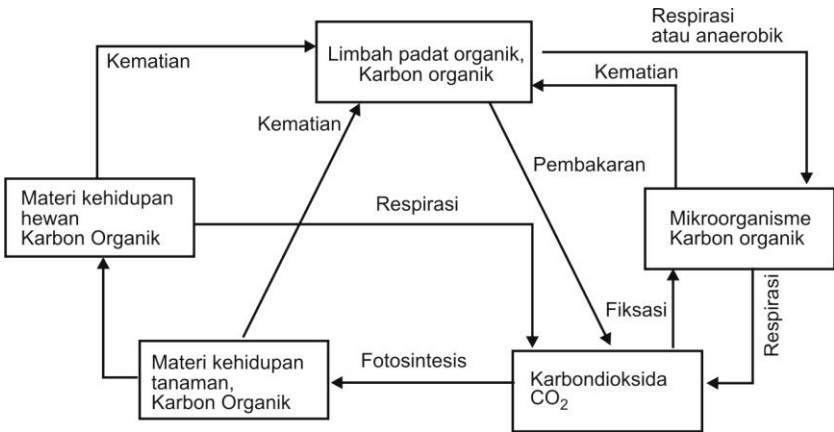 Respirasi
atau anaerobik
Kematian
Limbah padat organik,
Karbon organik
Kematian
Kematian
Pembakaran
Materi kehidupan
hewan
Karbon Organik
Respirasi
Mikroorganisme
Karbon organik
Fiksasi
Respirasi
Materi kehidupan
tanaman,
Karbon Organik
Fotosintesis
Karbondioksida
CO₂